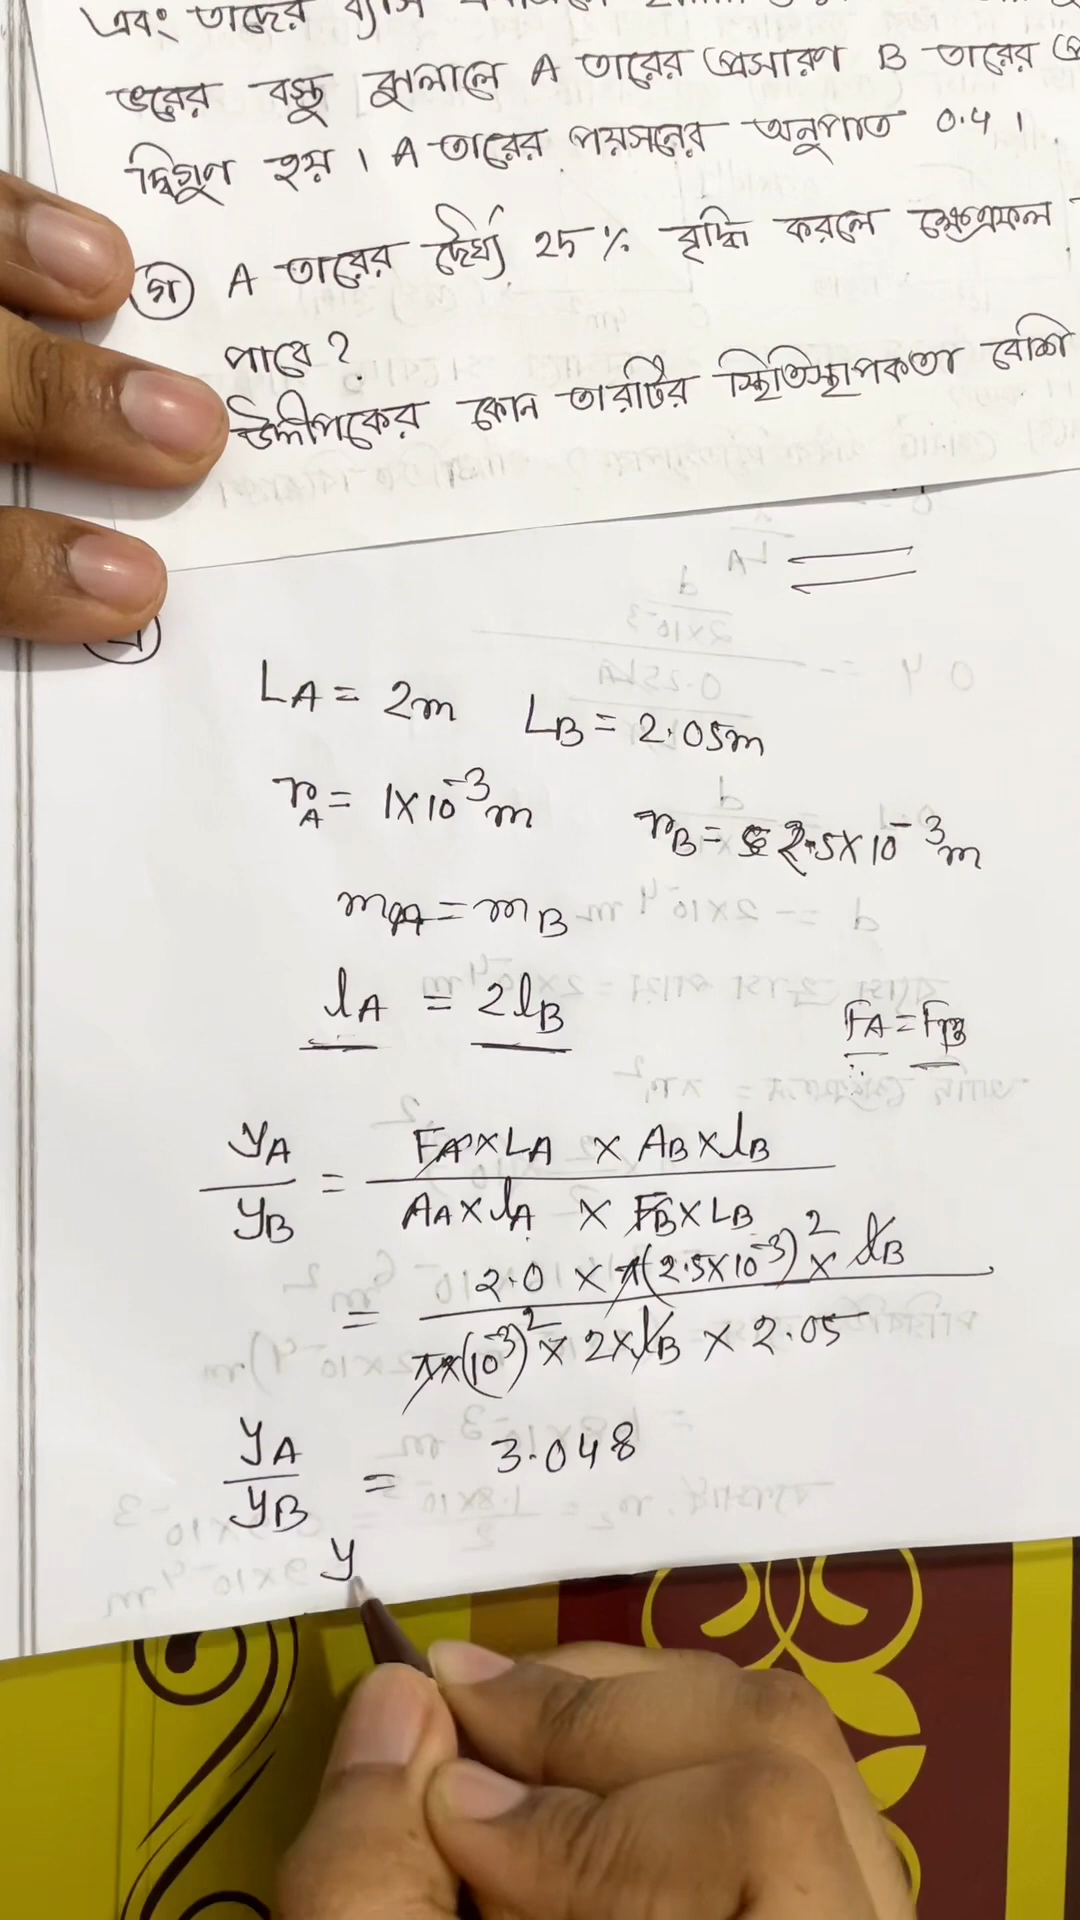 এবং তাদের ব্যাস
ভরের বস্তু ঝুলালে A তারের প্রসারণ B তারের
দ্বিগুণ হয়। A তারের পয়সনের অনুপাত 0.4।
গ A তারের দৈর্ঘ্য 25% বৃদ্ধি করলে ক্ষেত্রফল
পাবে?
উদ্দীপকের কোন তারটির স্থিতিস্থাপকতা বেশি
LA = 2m LB = 2.05m
rA = 1×10⁻³m rB = 2.5×10⁻³m
mA = mB
lA = 2lB FA = FB
YA/YB = FA×LA × AB×lB / AA×lA × FB×LB
= 2.0 × π(2.5×10⁻³)² × lB / π×(10⁻³)² × 2×lB × 2.05
YA/YB = 3.048
Y